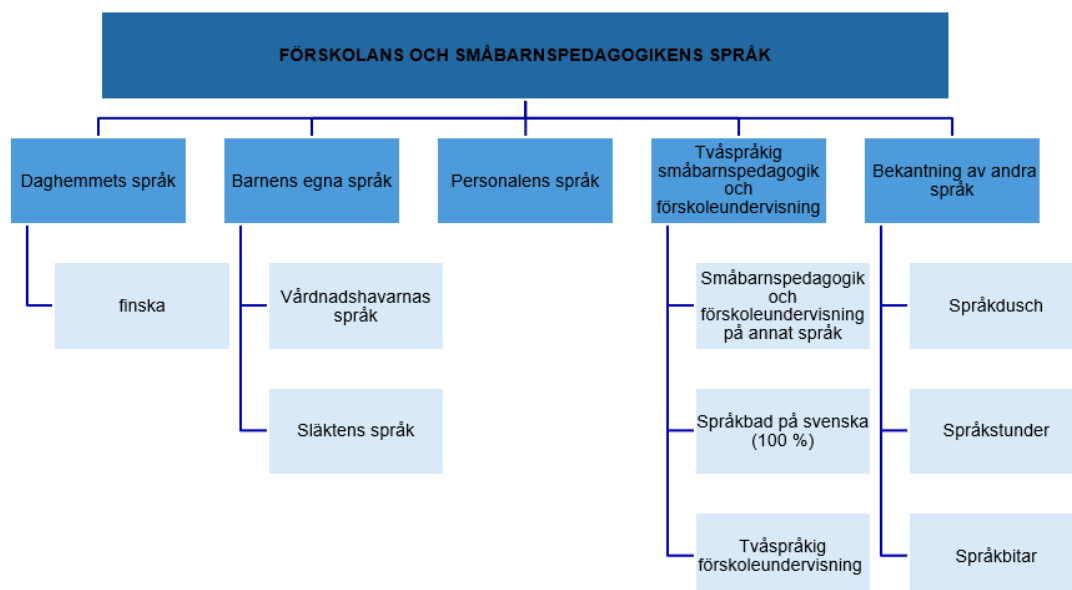 FÖRSKOLANS OCH SMÅBARNSPEDAGOGIKENS SPRÅK
Daghemmets språk
finska
Barnens egna språk
Vårdnadshavarnas
språk
Släktens språk
Personalens språk
Tvåspråkig
småbarnspedagogik
och
förskoleundervisning
Småbarnspedagogik
och
förskoleundervisning
på annat språk
Språkbad på svenska
(100 %)
Tvåspråkig
förskoleundervisning
Bekantning av andra
språk
Språkdusch
Språkstunder
Språkbitar